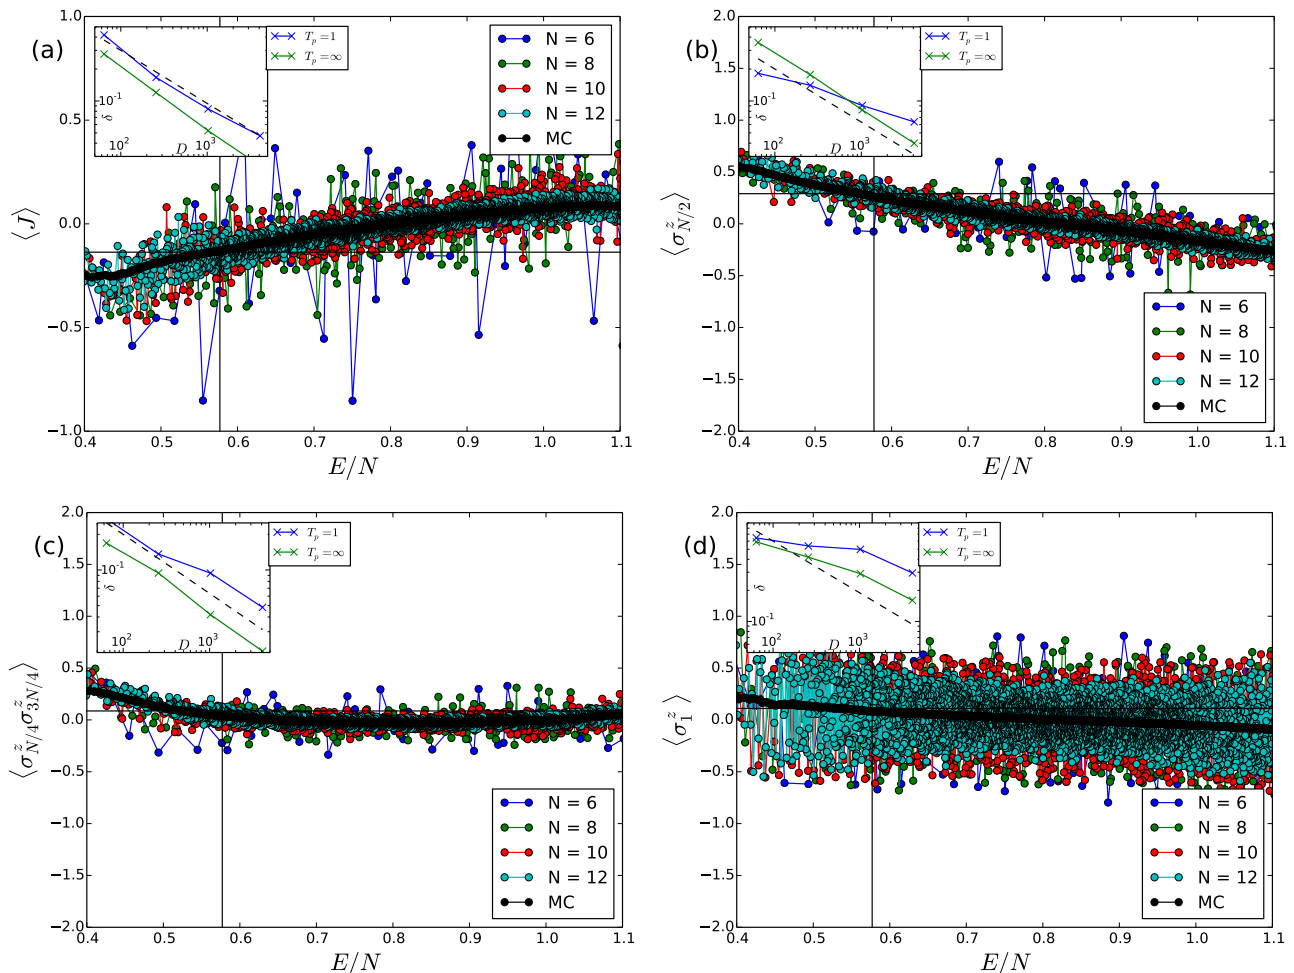 (a)
1.0
0.5
0.0
−0.5
−1.0
⟨J⟩
0.4 0.5 0.6 0.7 0.8 0.9 1.0 1.1
E/N
10^-1
δ
10^2 D 10^3
T_p = 1
T_p = ∞
N = 6
N = 8
N = 10
N = 12
MC
(b)
2.0
1.5
1.0
0.5
0.0
−0.5
−1.0
−1.5
−2.0
⟨σ^z_{N/2}⟩
0.4 0.5 0.6 0.7 0.8 0.9 1.0 1.1
E/N
10^-1
δ
10^2 D 10^3
T_p = 1
T_p = ∞
N = 6
N = 8
N = 10
N = 12
MC
(c)
2.0
1.5
1.0
0.5
0.0
−0.5
−1.0
−1.5
−2.0
⟨σ^z_{N/4} σ^z_{3N/4}⟩
0.4 0.5 0.6 0.7 0.8 0.9 1.0 1.1
E/N
10^-1
δ
10^2 D 10^3
T_p = 1
T_p = ∞
N = 6
N = 8
N = 10
N = 12
MC
(d)
2.0
1.5
1.0
0.5
0.0
−0.5
−1.0
−1.5
−2.0
⟨σ^z_1⟩
0.4 0.5 0.6 0.7 0.8 0.9 1.0 1.1
E/N
10^-1
δ
10^2 D 10^3
T_p = 1
T_p = ∞
N = 6
N = 8
N = 10
N = 12
MC